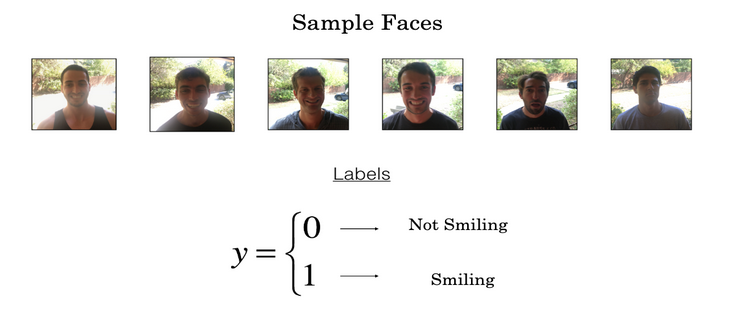 Sample Faces
Labels
y = { 0 → Not Smiling
1 → Smiling